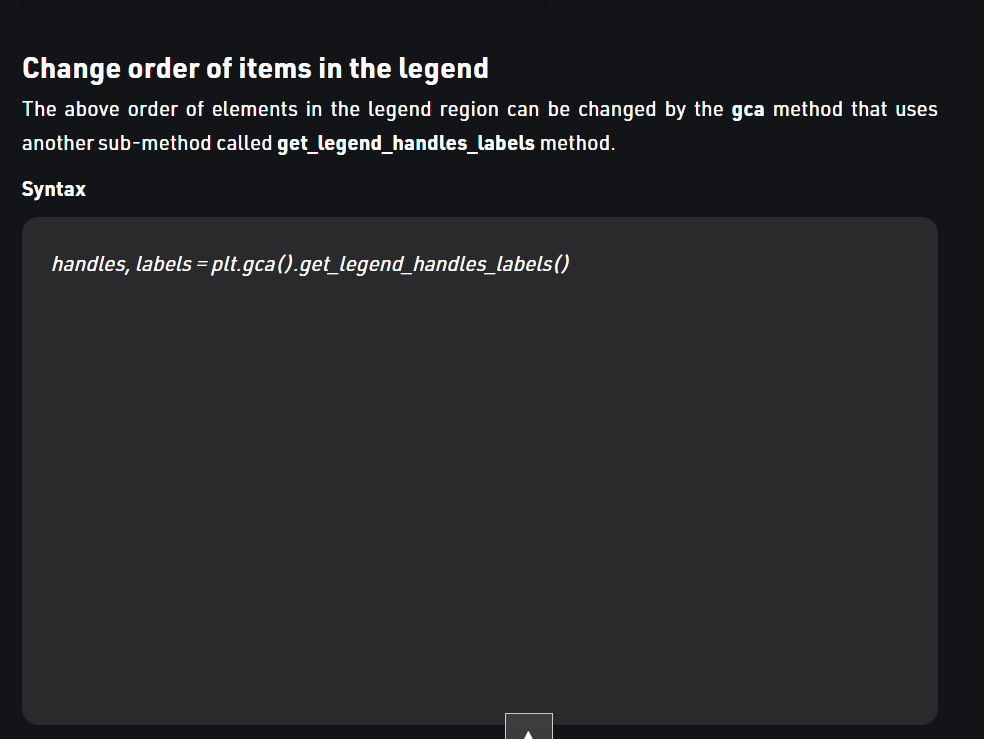 Change order of items in the legend
The above order of elements in the legend region can be changed by the gca method that uses
another sub-method called get_legend_handles_labels method.
Syntax
handles, labels = plt.gca().get_legend_handles_labels()